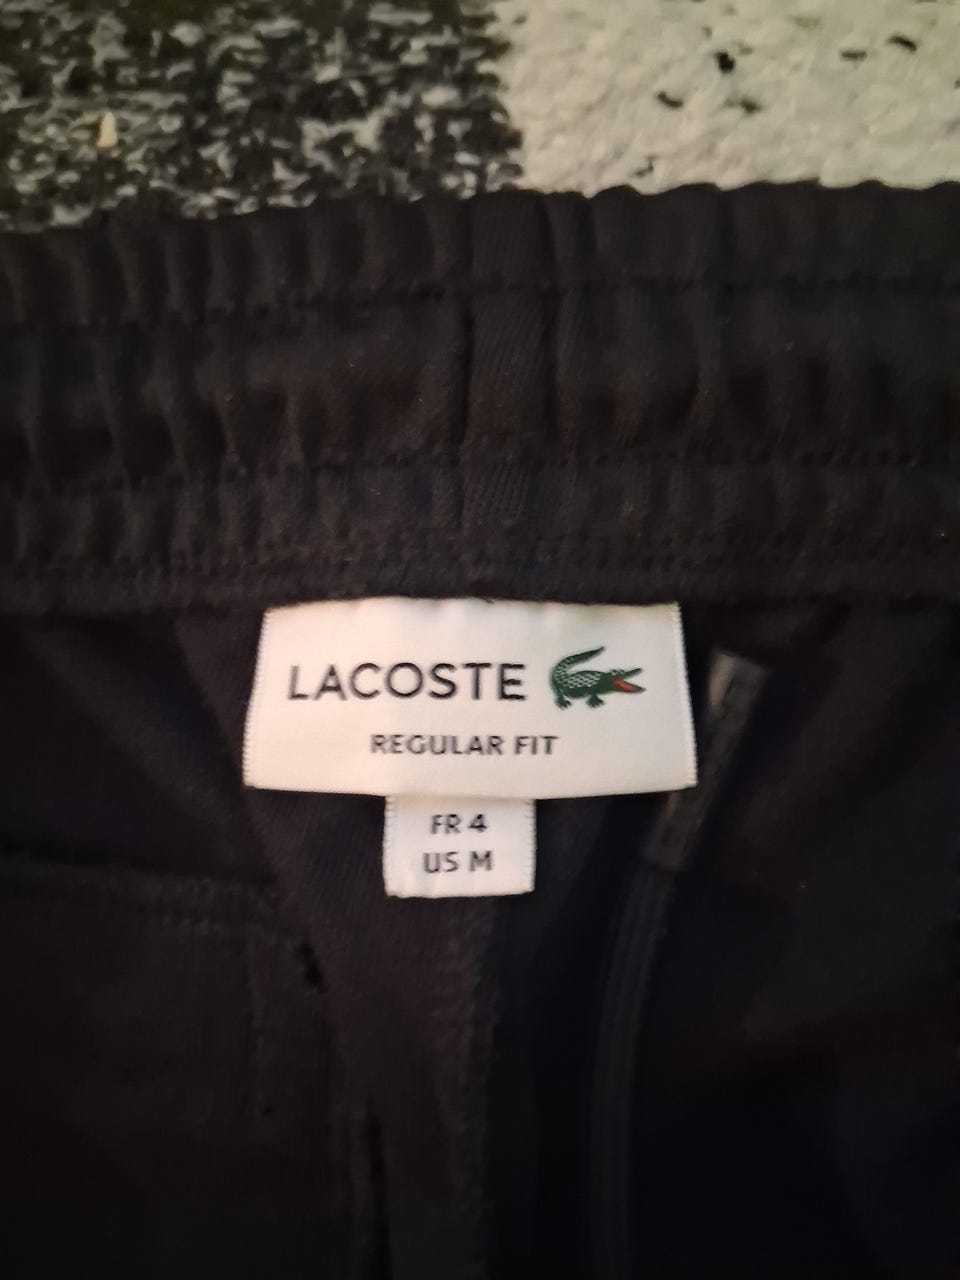 LACOSTE
REGULAR FIT
FR 4
US M